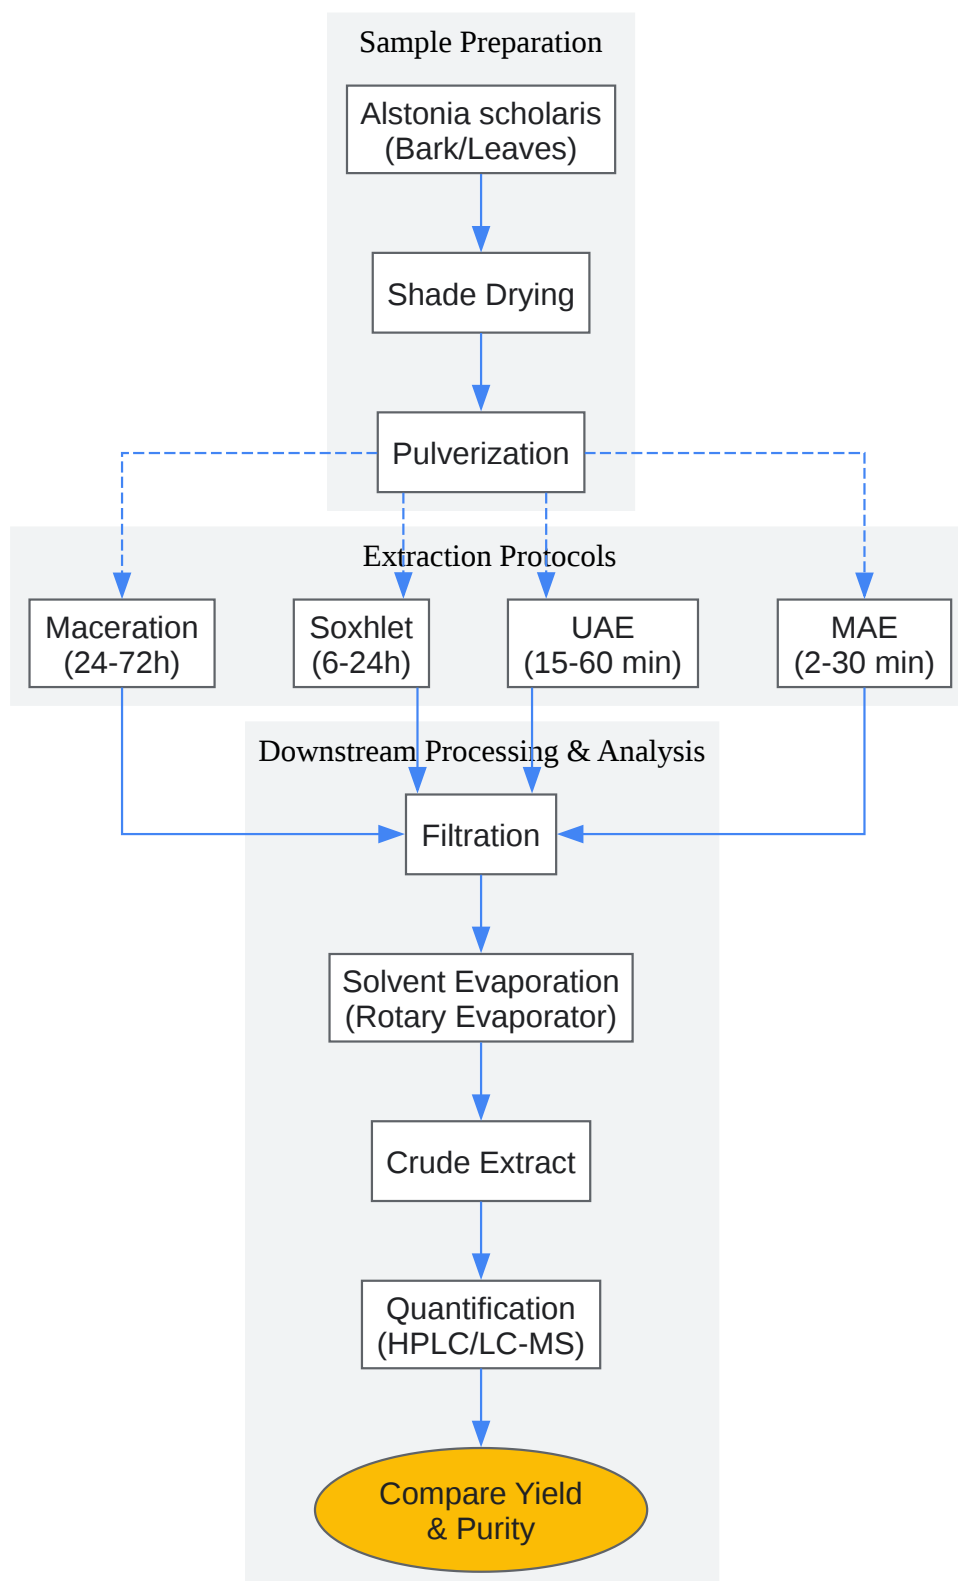 Sample Preparation
Alstonia scholaris
(Bark/Leaves)
Shade Drying
Pulverization
Extraction Protocols
Maceration
(24-72h)
Soxhlet
(6-24h)
UAE
(15-60 min)
MAE
(2-30 min)
Downstream Processing & Analysis
Filtration
Solvent Evaporation
(Rotary Evaporator)
Crude Extract
Quantification
(HPLC/LC-MS)
Compare Yield
& Purity